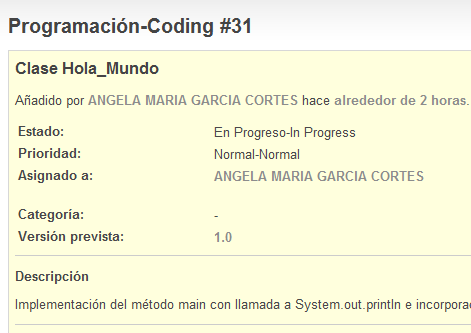 Programación-Coding #31
Clase Hola_Mundo
Añadido por ANGELA MARIA GARCIA CORTES hace alrededor de 2 horas.
Estado: En Progreso-In Progress
Prioridad: Normal-Normal
Asignado a: ANGELA MARIA GARCIA CORTES
Categoría: -
Versión prevista: 1.0
Descripción
Implementación del método main con llamada a System.out.println e